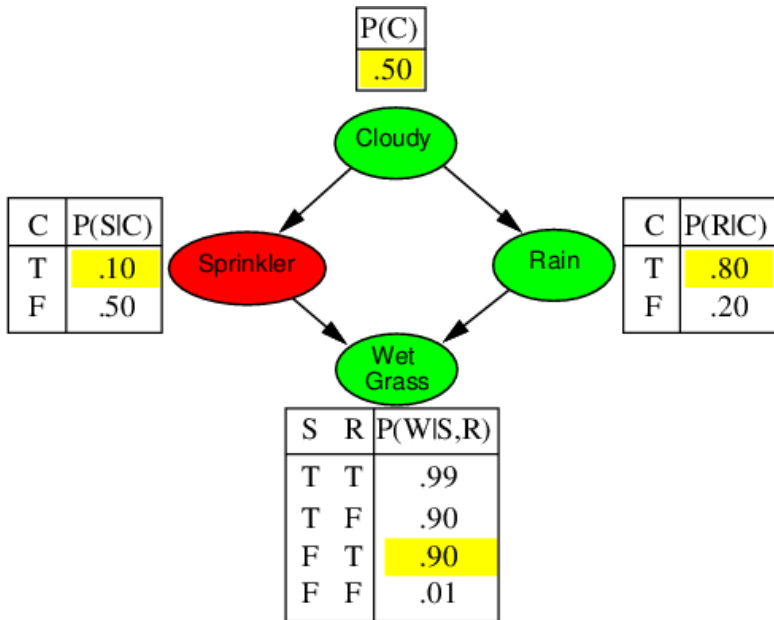 P(C)
.50
Cloudy
C P(S|C)
T .10
F .50
Sprinkler
Rain
C P(R|C)
T .80
F .20
Wet
Grass
S R P(W|S,R)
T T .99
T F .90
F T .90
F F .01